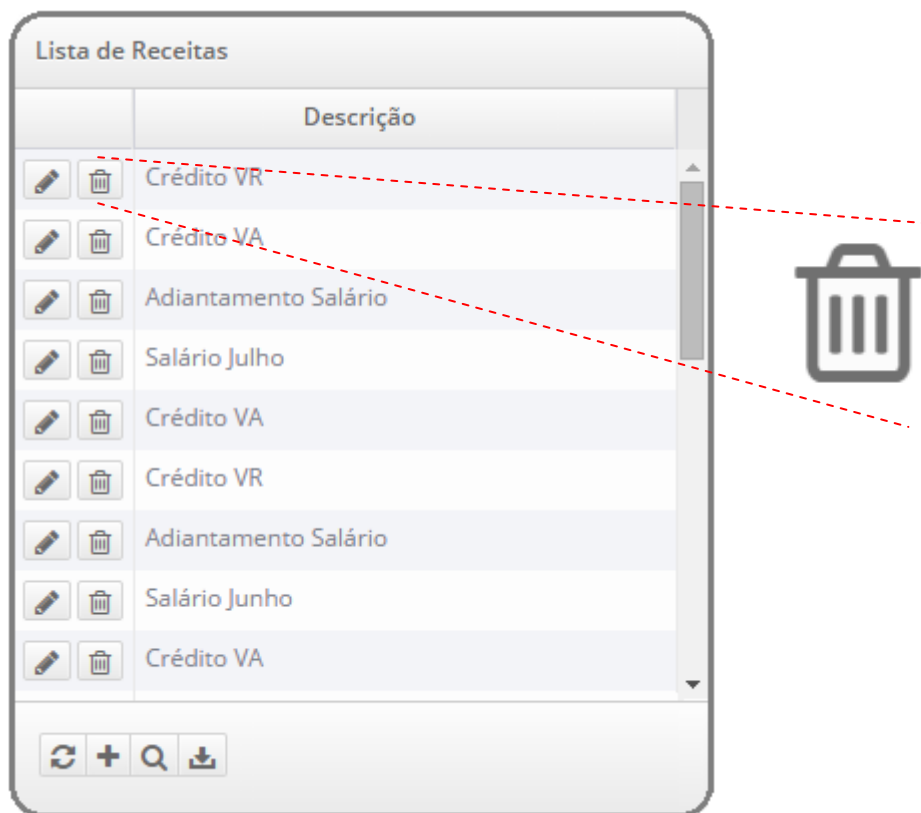 Lista de Receitas
Descrição
Crédito VR
Crédito VA
Adiantamento Salário
Salário Julho
Crédito VA
Crédito VR
Adiantamento Salário
Salário Junho
Crédito VA